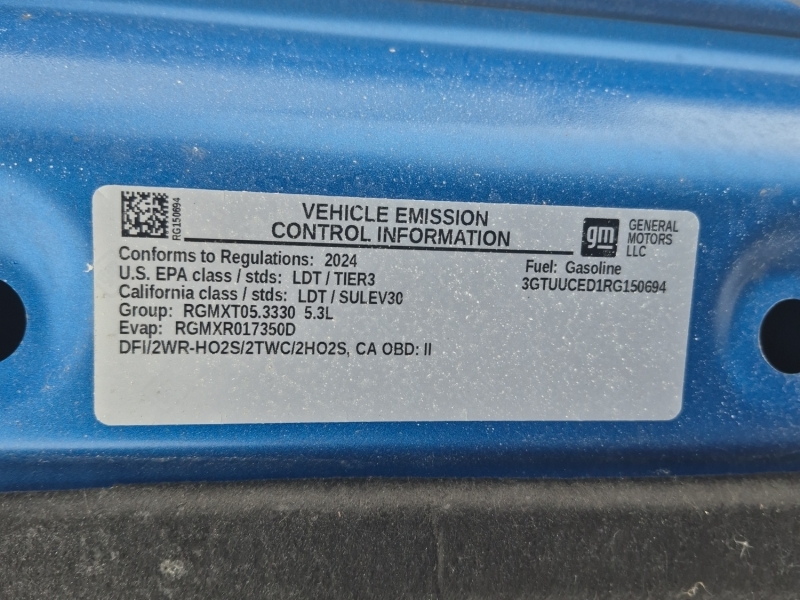 RG150694
VEHICLE EMISSION
CONTROL INFORMATION
gm
GENERAL
MOTORS
LLC
Conforms to Regulations: 2024
U.S. EPA class / stds: LDT / TIER3
California class / stds: LDT / SULEV30
Group: RGMXT05.3330 5.3L
Evap: RGMXR017350D
DFI/2WR-HO2S/2TWC/2HO2S, CA OBD: II
Fuel: Gasoline
3GTUUCED1RG150694